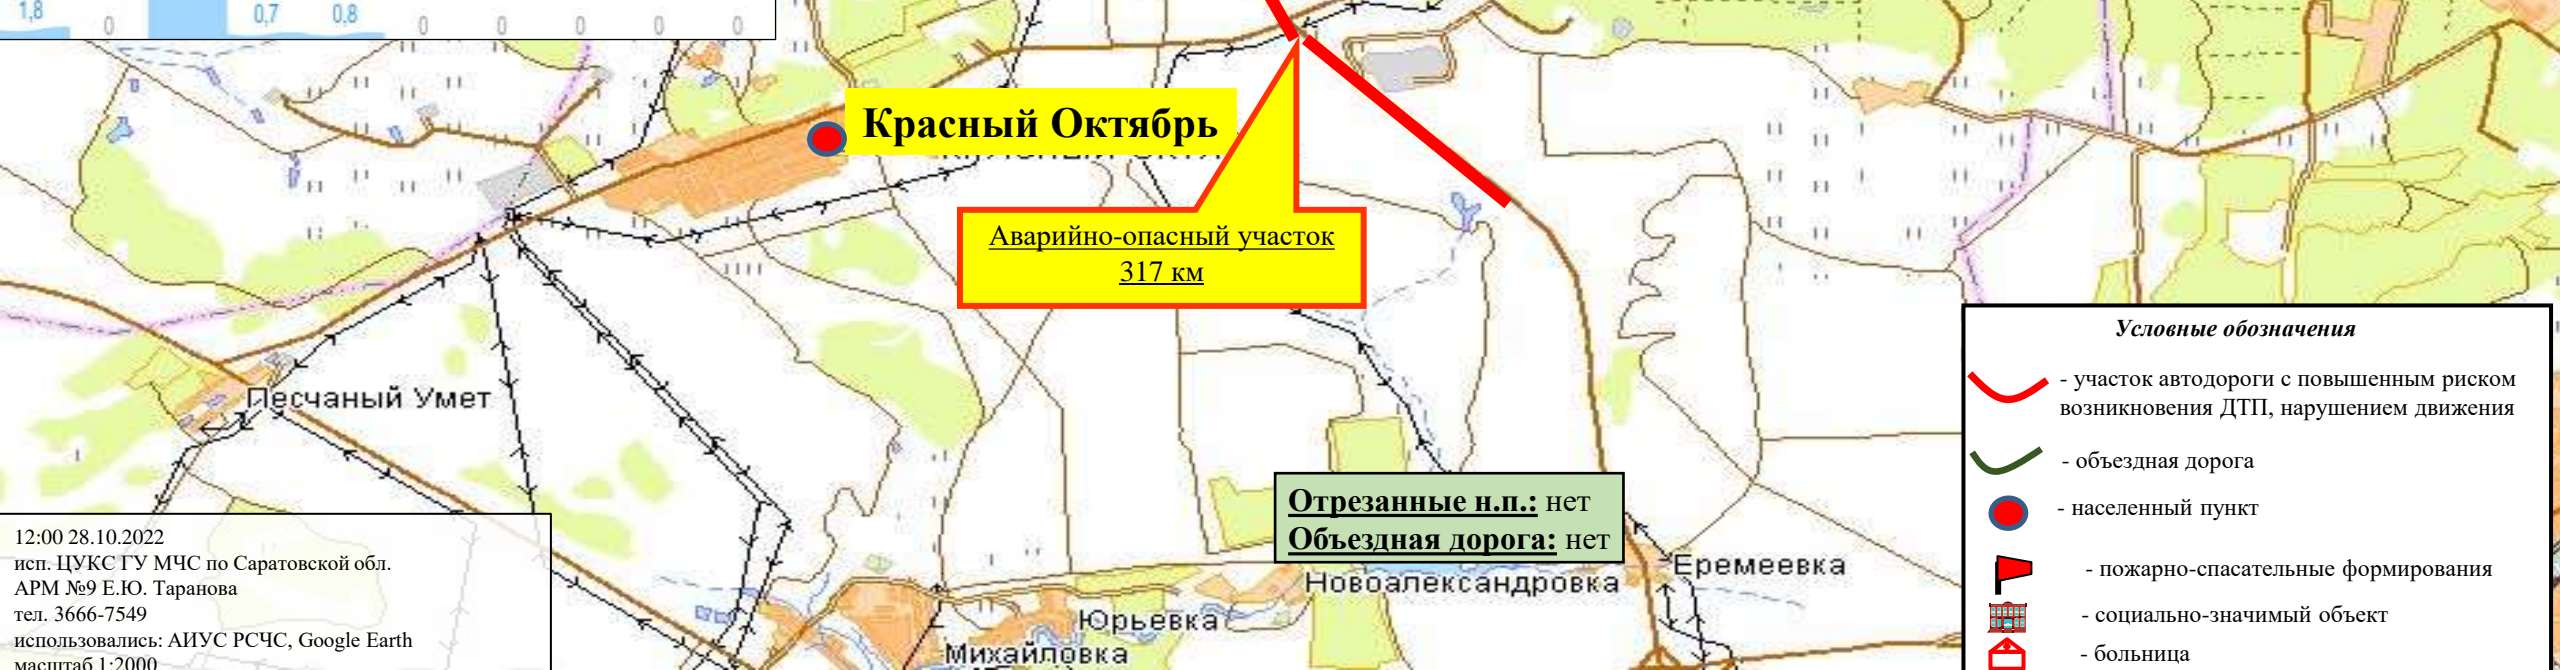 1,8
0,7
0,8
0
0
0
0
0
0
Красный Октябрь
Аварийно-опасный участок
317 км
Песчаный Умет
Условные обозначения
- участок автодороги с повышенным риском
возникновения ДТП, нарушением движения
- объездная дорога
- населенный пункт
- пожарно-спасательные формирования
- социально-значимый объект
- больница
Отрезанные н.п.: нет
Объездная дорога: нет
Новоалександровка
Еремеевка
Юрьевка
Михайловка
12:00 28.10.2022
исп. ЦУКС ГУ МЧС по Саратовской обл.
АРМ №9 Е.Ю. Таранова
тел. 3666-7549
использовались: АИУС РСЧС, Google Earth
масштаб 1:2000